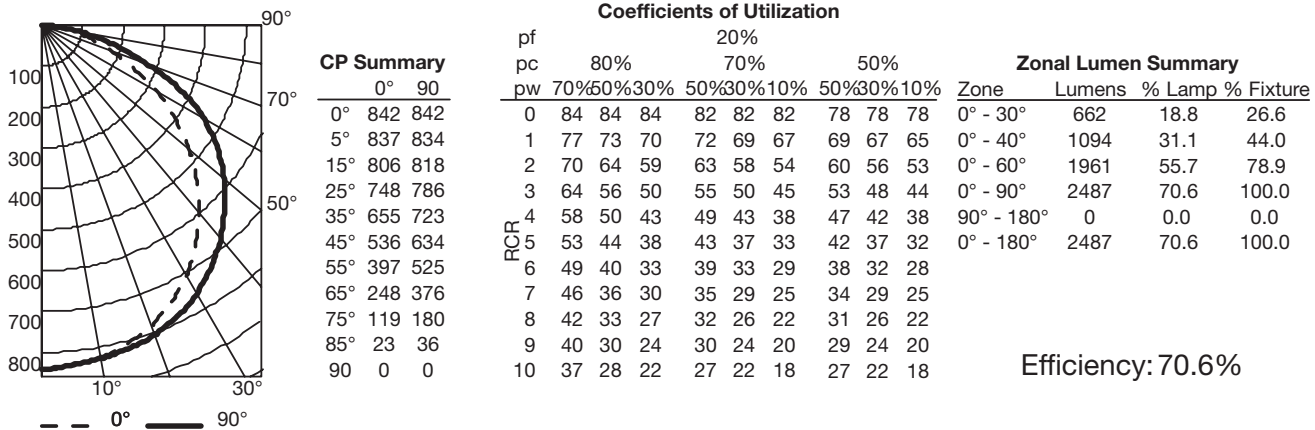 90°
70°
50°
100
200
300
400
500
600
700
800
10° 30°
0° 90°
CP Summary
0° 90
0° 842 842
5° 837 834
15° 806 818
25° 748 786
35° 655 723
45° 536 634
55° 397 525
65° 248 376
75° 119 180
85° 23 36
90 0 0
Coefficients of Utilization
pf 20%
pc 80% 70% 50%
pw 70%50%30% 50%30%10% 50%30%10%
RCR
0 84 84 84 82 82 82 78 78 78
1 77 73 70 72 69 67 69 67 65
2 70 64 59 63 58 54 60 56 53
3 64 56 50 55 50 45 53 48 44
4 58 50 43 49 43 38 47 42 38
5 53 44 38 43 37 33 42 37 32
6 49 40 33 39 33 29 38 32 28
7 46 36 30 35 29 25 34 29 25
8 42 33 27 32 26 22 31 26 22
9 40 30 24 30 24 20 29 24 20
10 37 28 22 27 22 18 27 22 18
Zonal Lumen Summary
Zone Lumens % Lamp % Fixture
0° - 30° 662 18.8 26.6
0° - 40° 1094 31.1 44.0
0° - 60° 1961 55.7 78.9
0° - 90° 2487 70.6 100.0
90° - 180° 0 0.0 0.0
0° - 180° 2487 70.6 100.0
Efficiency: 70.6%